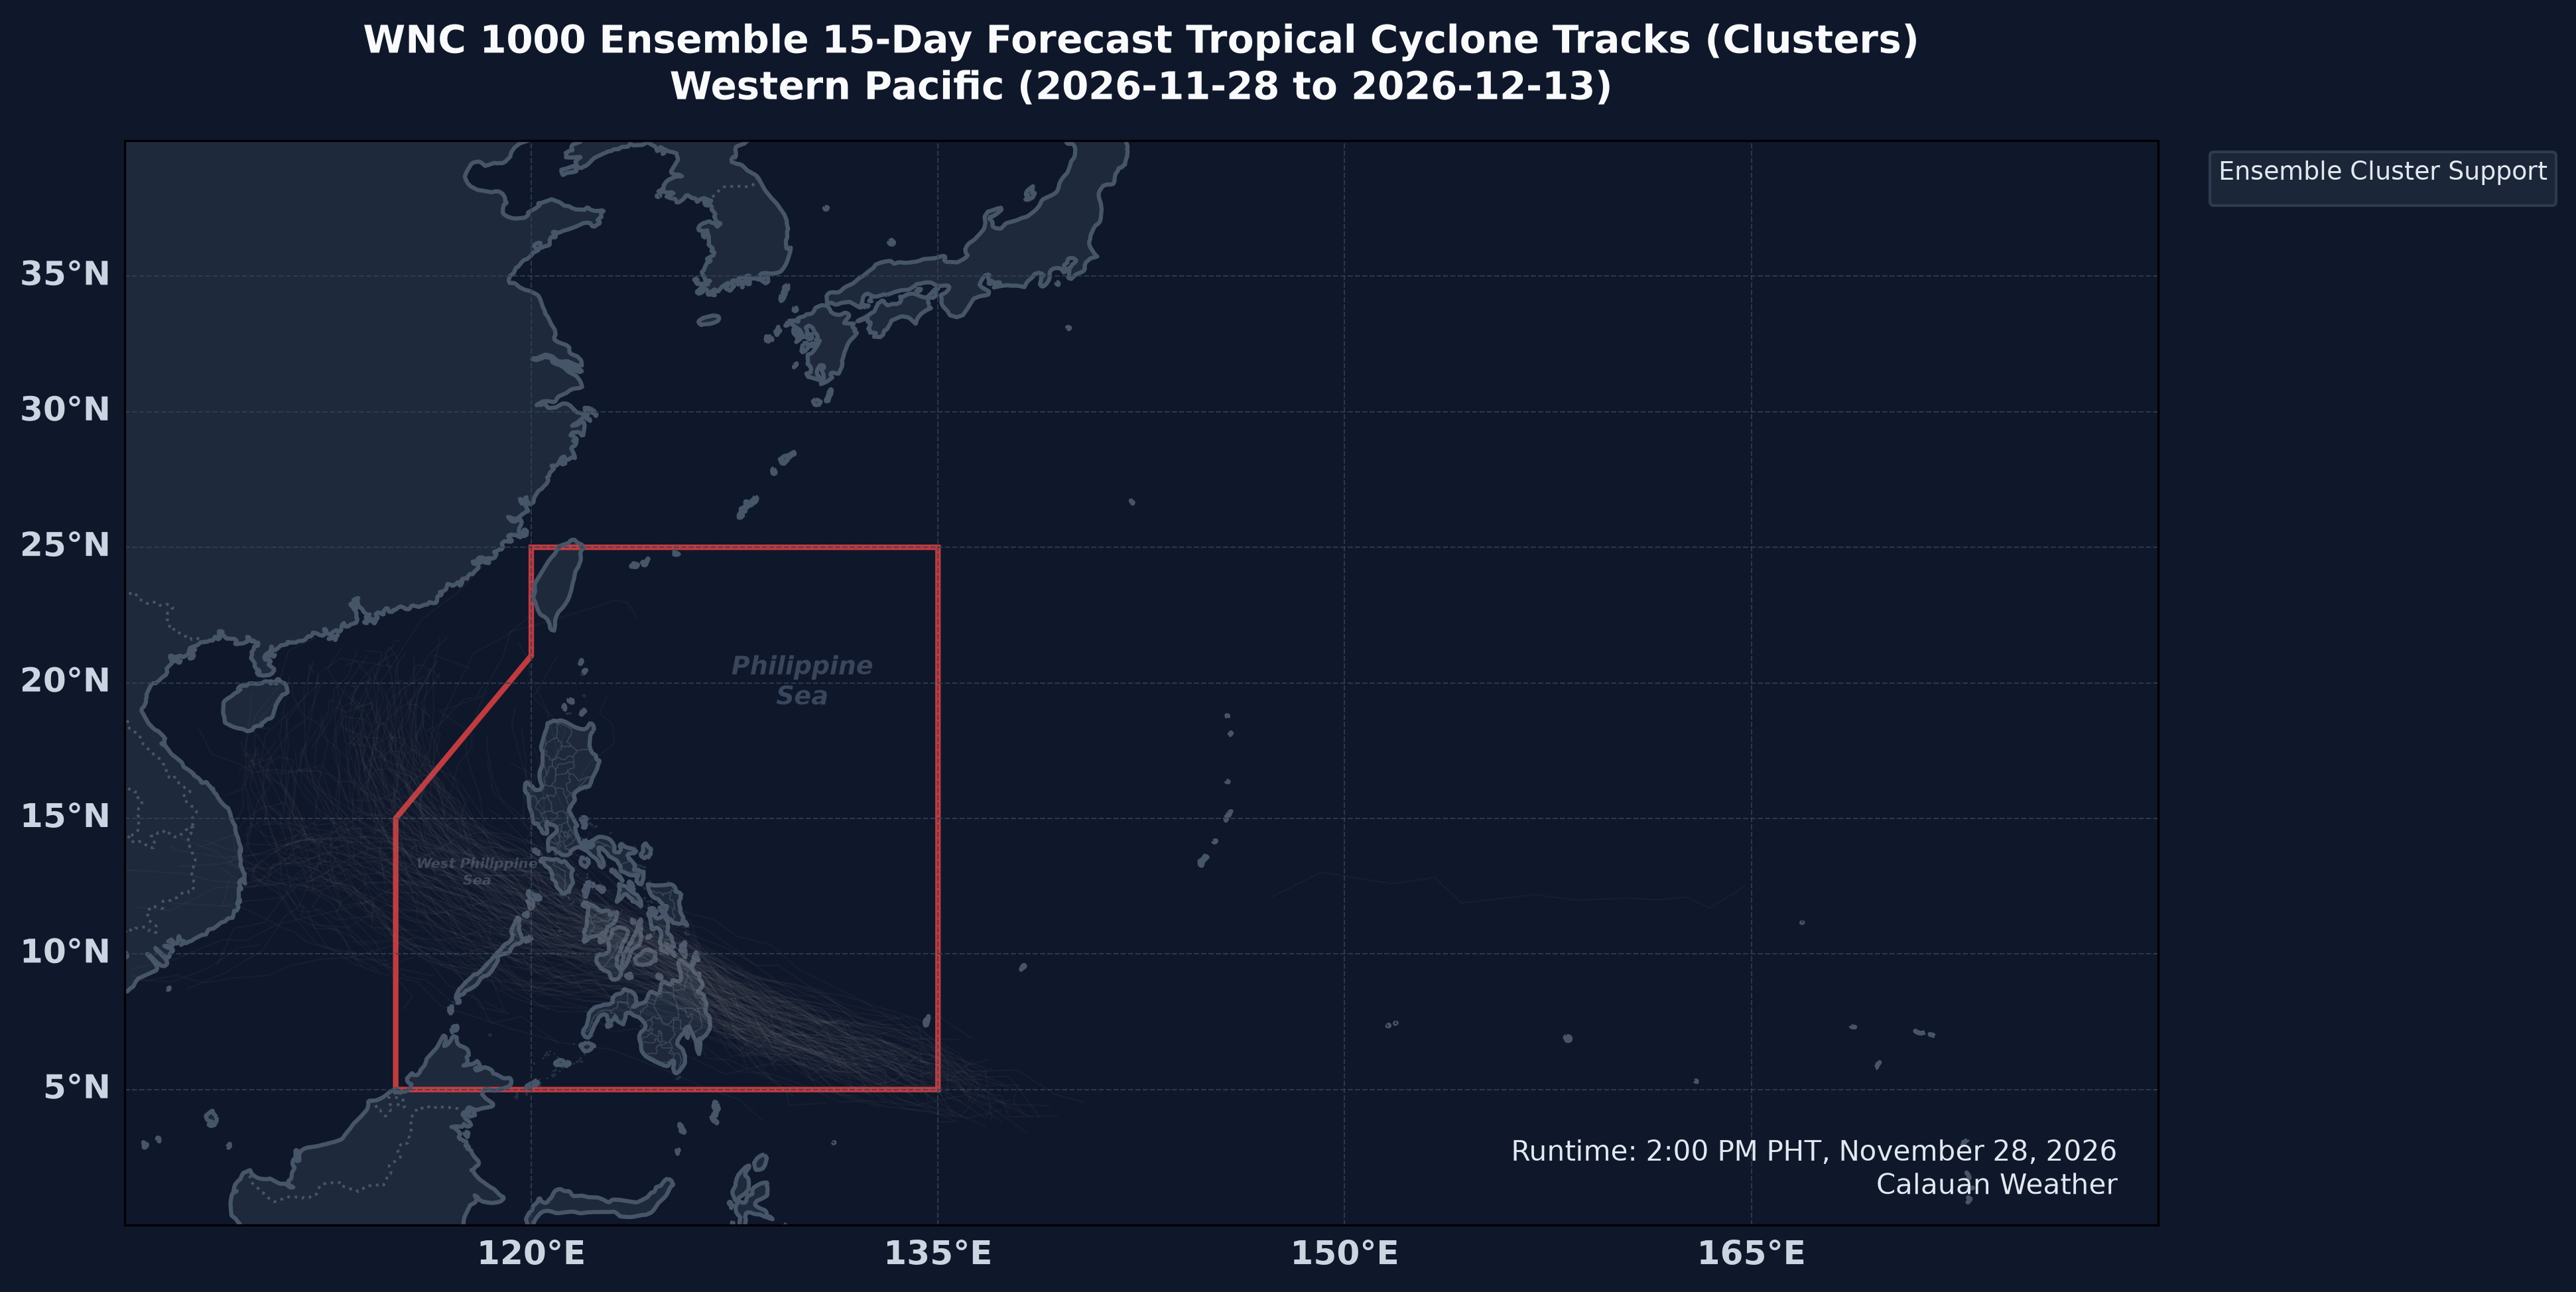 WNC 1000 Ensemble 15-Day Forecast Tropical Cyclone Tracks (Clusters)
Western Pacific (2026-11-28 to 2026-12-13)
Ensemble Cluster Support
35°N
30°N
25°N
20°N
15°N
10°N
5°N
Philippine
Sea
West Philippine
Sea
Runtime: 2:00 PM PHT, November 28, 2026
Calauan Weather
120°E
135°E
150°E
165°E